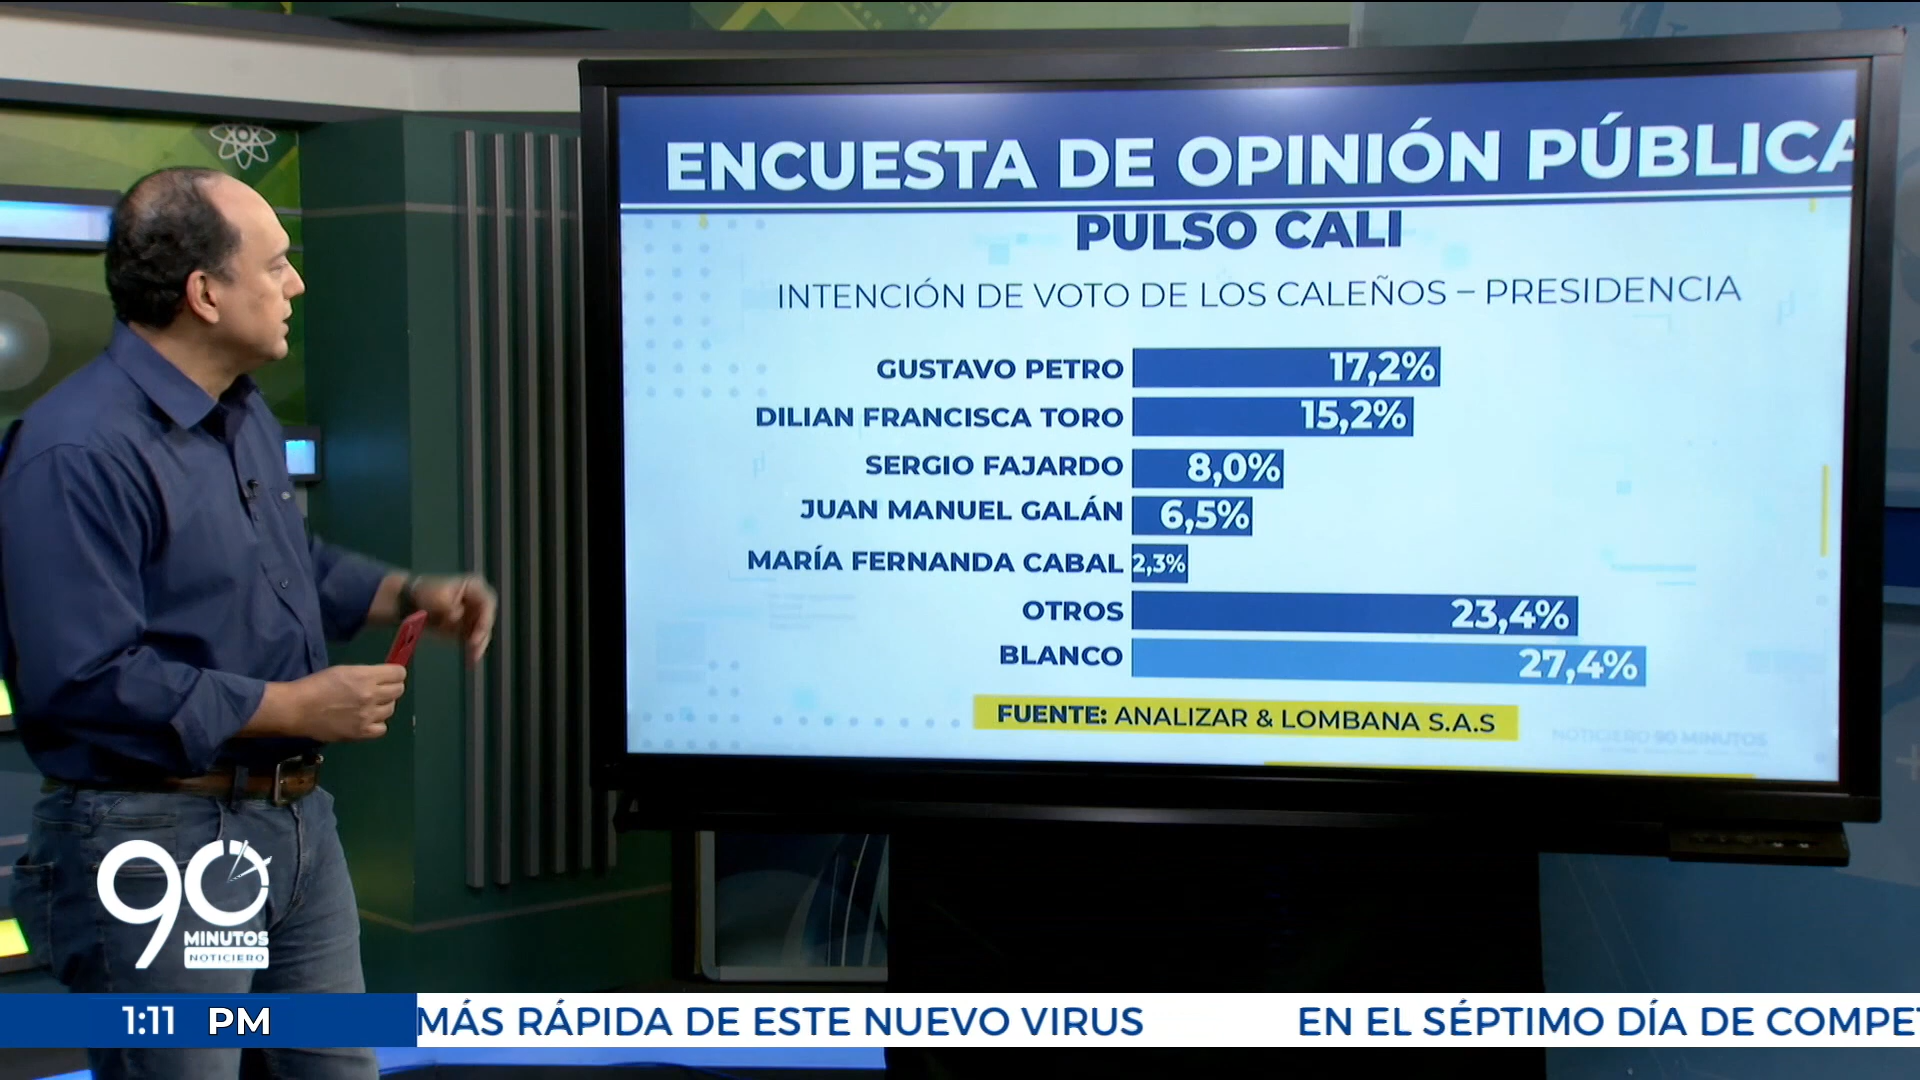 ENCUESTA DE OPINIÓN PÚBLICA
PULSO CALI
INTENCIÓN DE VOTO DE LOS CALEÑOS – PRESIDENCIA
GUSTAVO PETRO 17,2%
DILIAN FRANCISCA TORO 15,2%
SERGIO FAJARDO 8,0%
JUAN MANUEL GALÁN 6,5%
MARÍA FERNANDA CABAL 2,3%
OTROS 23,4%
BLANCO 27,4%
FUENTE: ANALIZAR & LOMBANA S.A.S
NOTICIERO 90 MINUTOS
90
MINUTOS
NOTICIERO
1:11 PM MÁS RÁPIDA DE ESTE NUEVO VIRUS EN EL SÉPTIMO DÍA DE COMPET